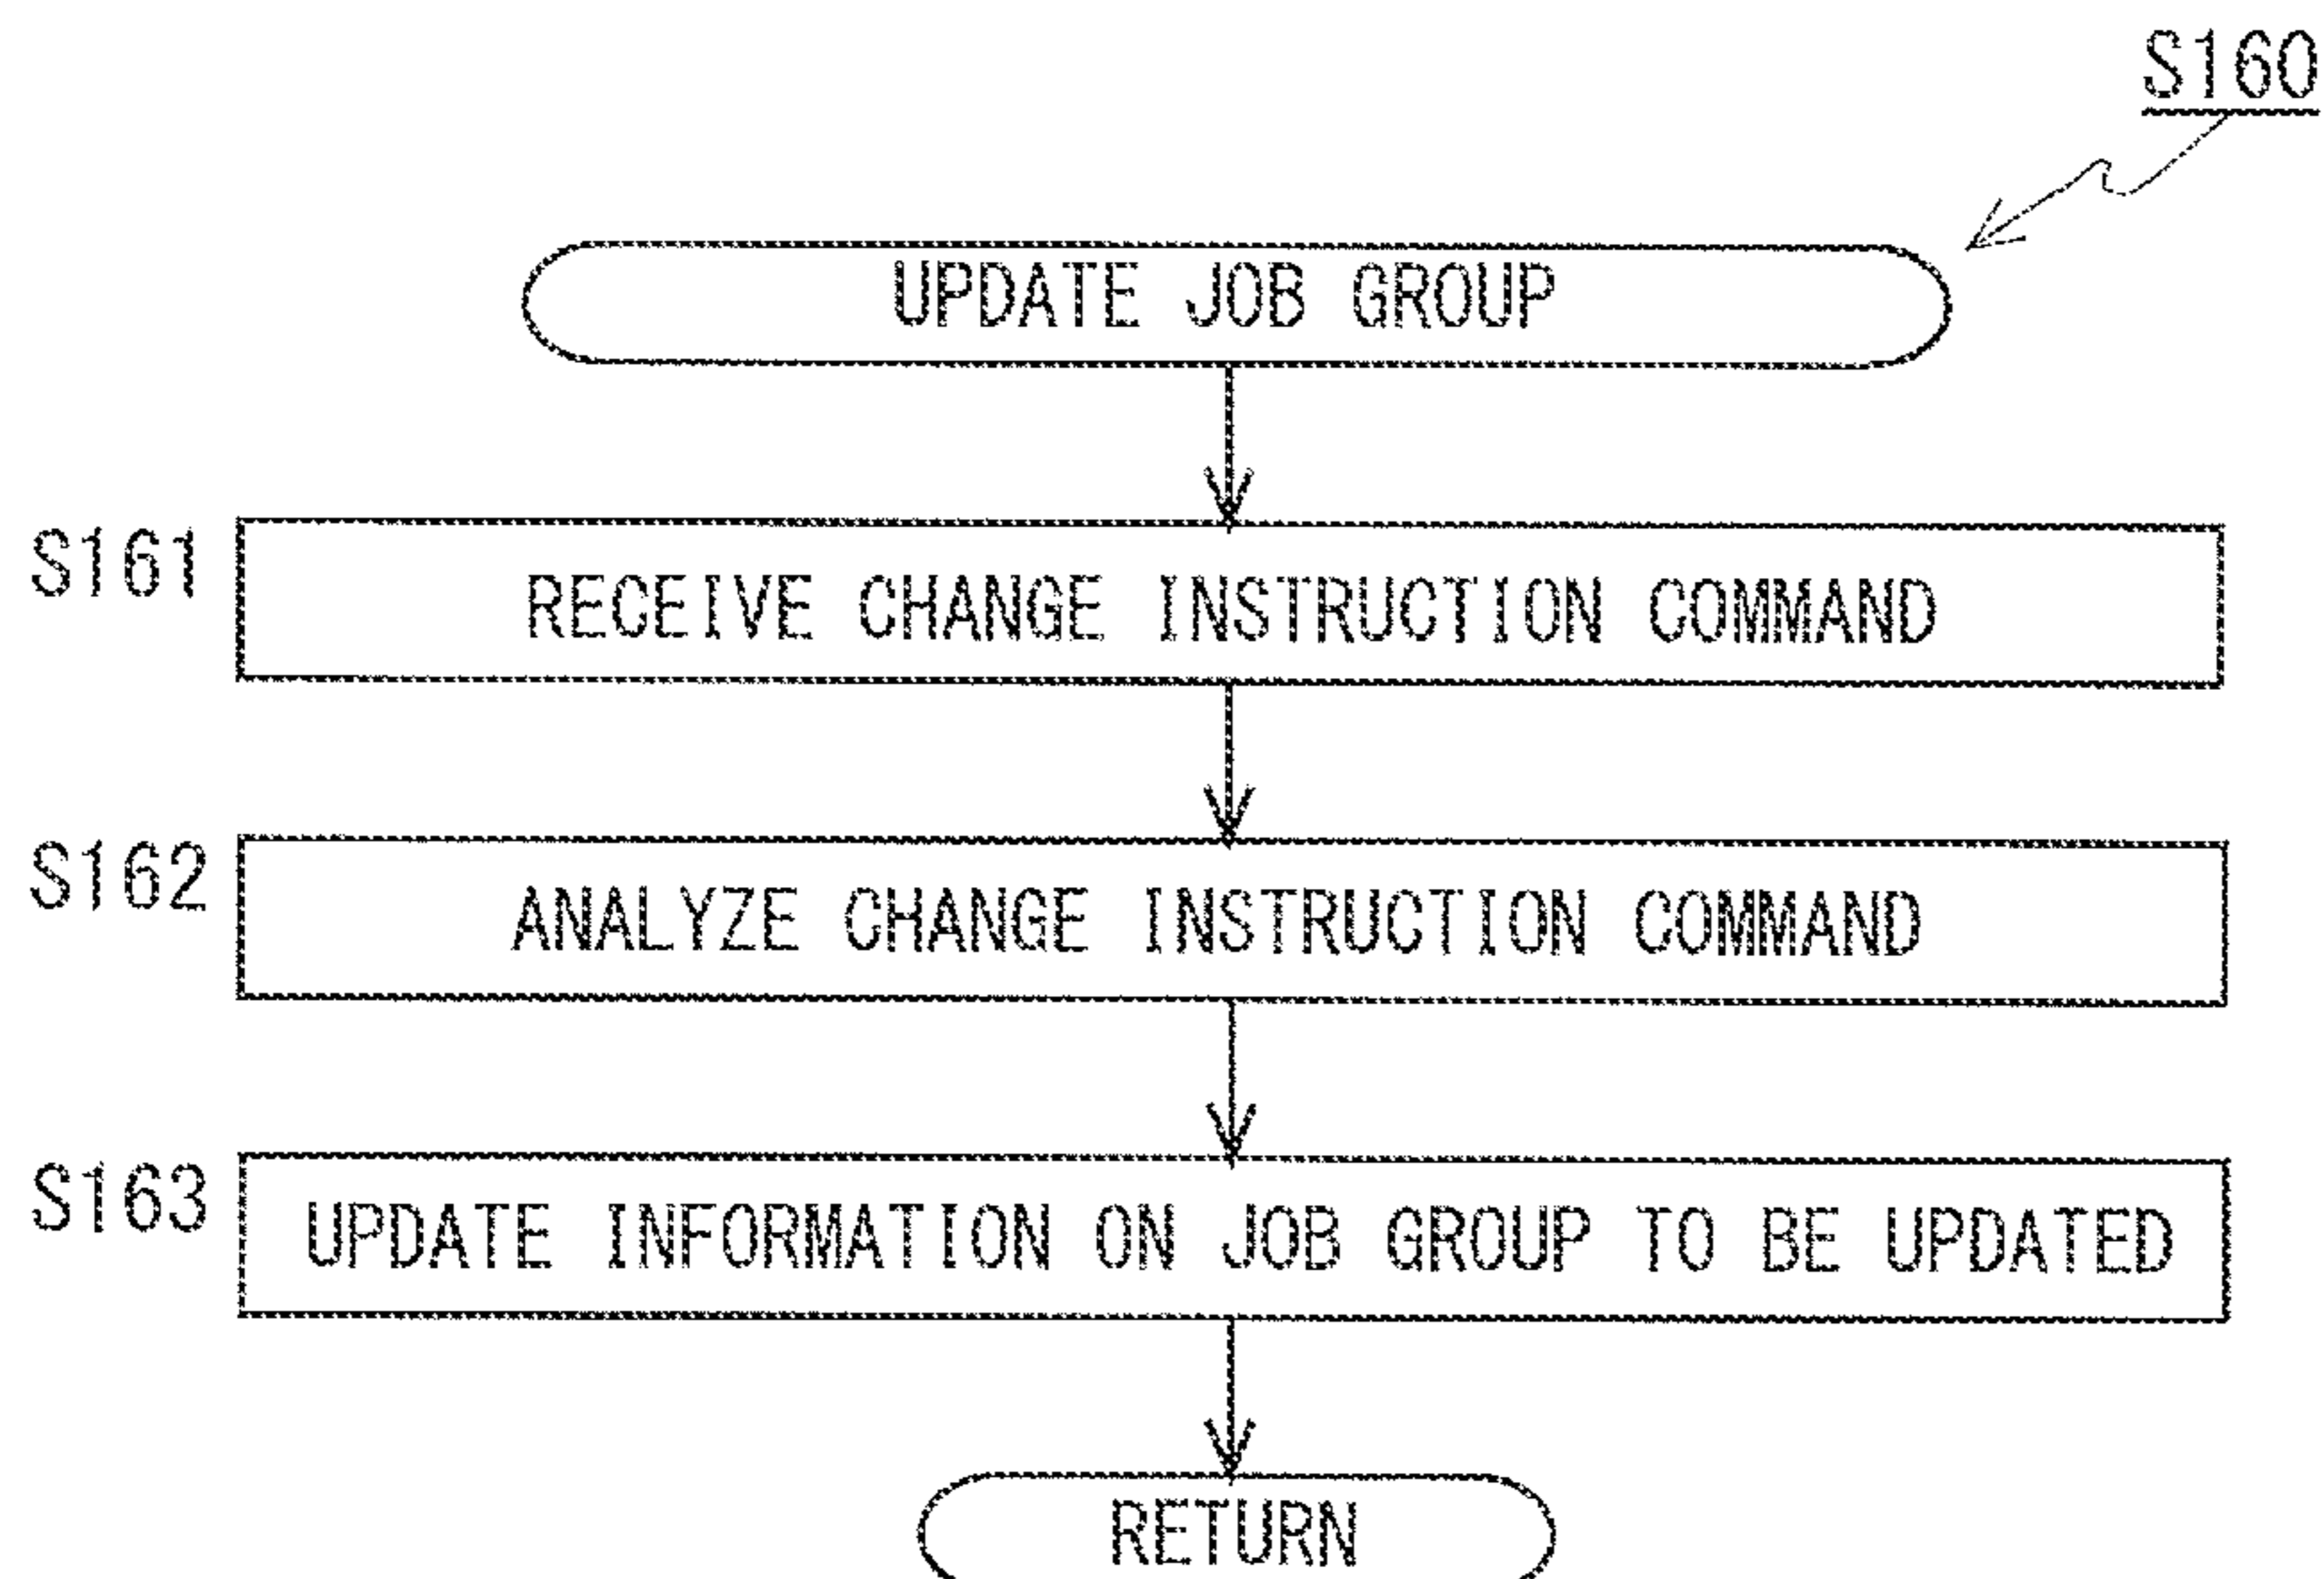 S160
UPDATE JOB GROUP
S161
RECEIVE CHANGE INSTRUCTION COMMAND
S162
ANALYZE CHANGE INSTRUCTION COMMAND
S163
UPDATE INFORMATION ON JOB GROUP TO BE UPDATED
RETURN